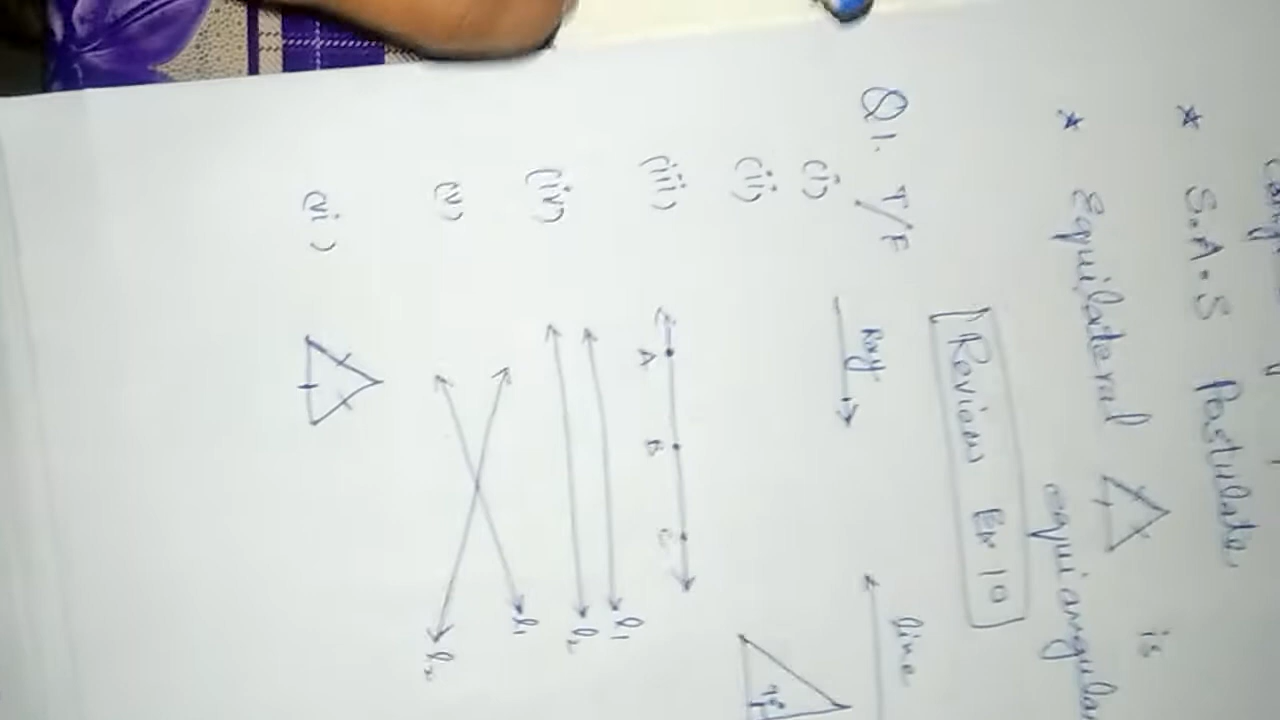 * S.A.S Postulate
* Equilateral △ is
equiangular
Review Ex 10
Q1. T/F
(i) Ray line
(ii)
(iii) A B C
(iv) l₁
l₂
(v) l₁
l₂
(vi)